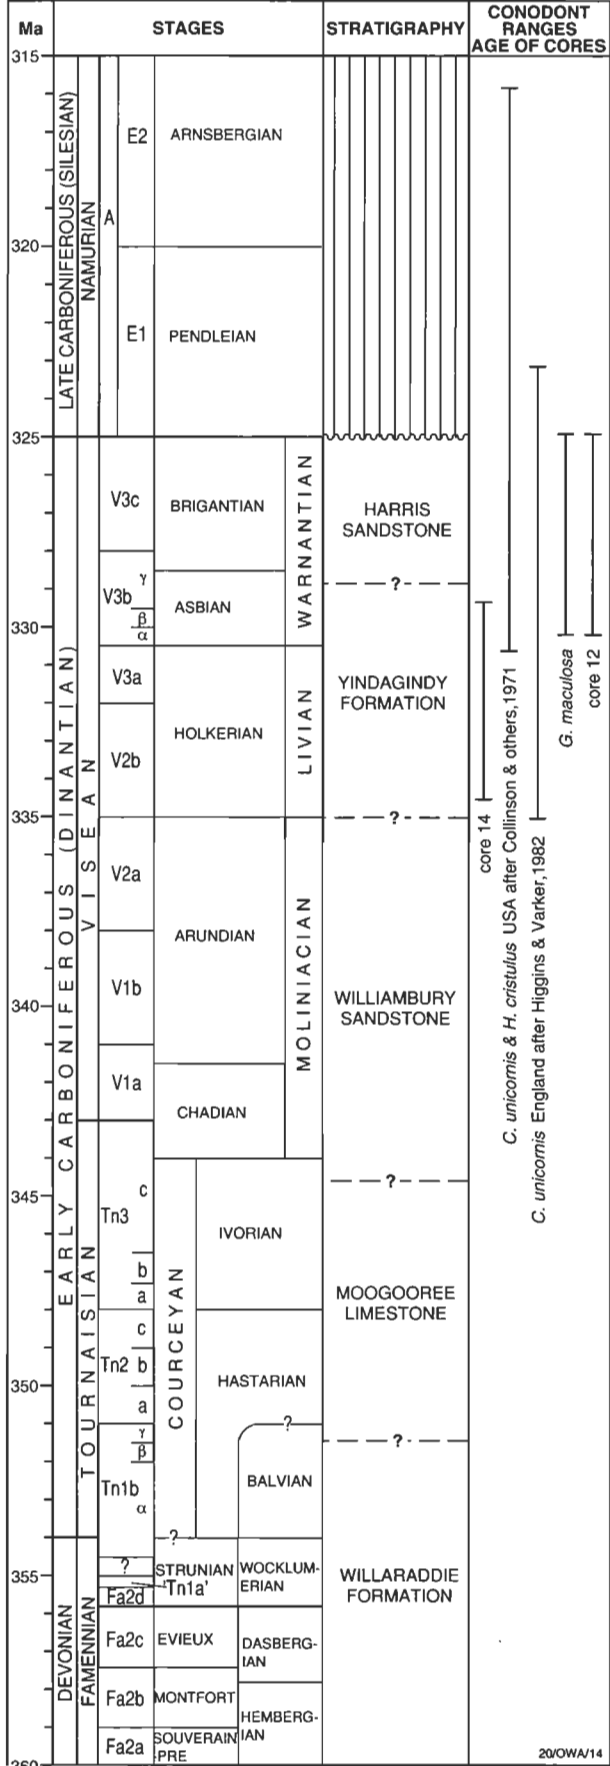 Ma
STAGES
STRATIGRAPHY
CONODONT
RANGES
AGE OF CORES
315
320
325
330
335
340
345
350
355
360
LATE CARBONIFEROUS (SILESIAN)
EARLY CARBONIFEROUS (DINANTIAN)
DEVONIAN
NAMURIAN
VISEAN
TOURNAISIAN
FAMENNIAN
A
E2
E1
V3c
γ
V3b
β
α
V3a
V2b
V2a
V1b
V1a
c
Tn3
b
a
c
Tn2 b
a
γ
β
Tn1b
α
?
'Tn1a'
Fa2d
Fa2c
Fa2b
Fa2a
ARNSBERGIAN
PENDLEIAN
BRIGANTIAN
ASBIAN
HOLKERIAN
ARUNDIAN
CHADIAN
WARNANTIAN
LIVIAN
MOLINIACIAN
COURCEYAN
IVORIAN
HASTARIAN
?
BALVIAN
?
STRUNIAN
WOCKLUM-
ERIAN
EVIEUX
DASBERG-
IAN
MONTFORT
HEMBERG-
IAN
SOUVERAIN
-PRE
HARRIS
SANDSTONE
?
YINDAGINDY
FORMATION
?
WILLIAMBURY
SANDSTONE
?
MOOGOOREE
LIMESTONE
?
WILLARADDIE
FORMATION
core 14
C. unicornis & H. cristulus USA after Collinson & others,1971
C. unicornis England after Higgins & Varker,1982
G. maculosa
core 12
20/OWA/14